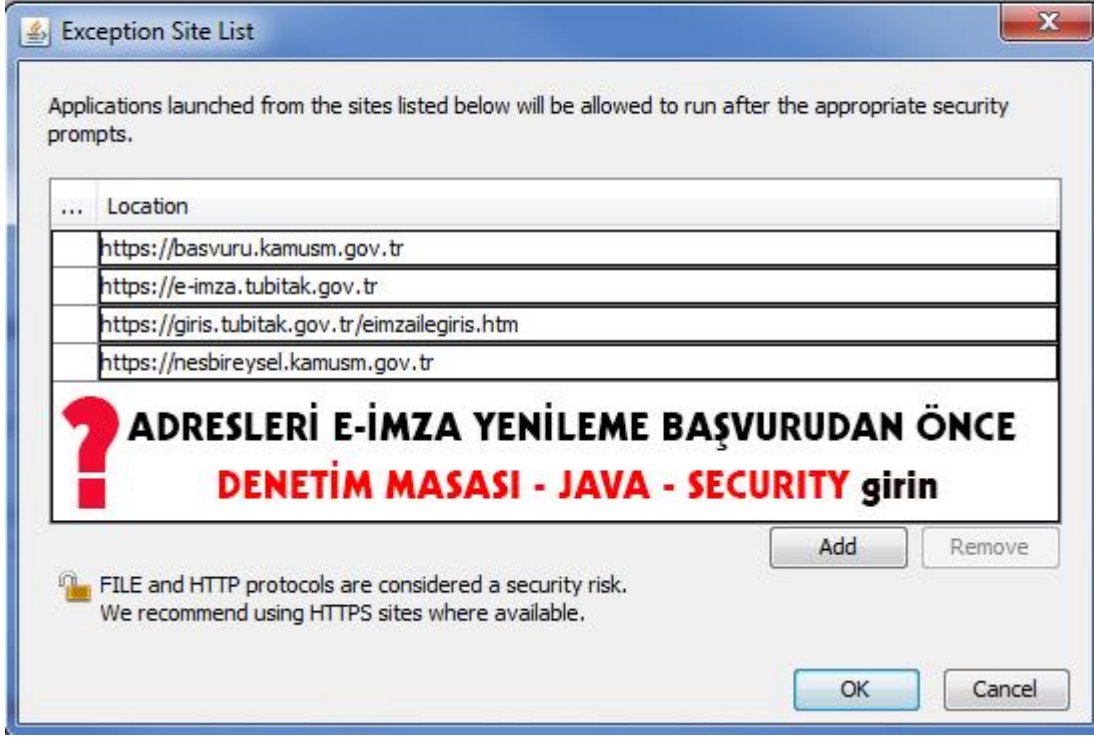 Exception Site List
Applications launched from the sites listed below will be allowed to run after the appropriate security
prompts.
... Location
https://basvuru.kamusm.gov.tr
https://e-imza.tubitak.gov.tr
https://giris.tubitak.gov.tr/eimzailegiris.htm
https://nesbireysel.kamusm.gov.tr
? ADRESLERİ E-İMZA YENİLEME BAŞVURUDAN ÖNCE
DENETİM MASASI - JAVA - SECURITY girin
Add Remove
FILE and HTTP protocols are considered a security risk.
We recommend using HTTPS sites where available.
OK Cancel